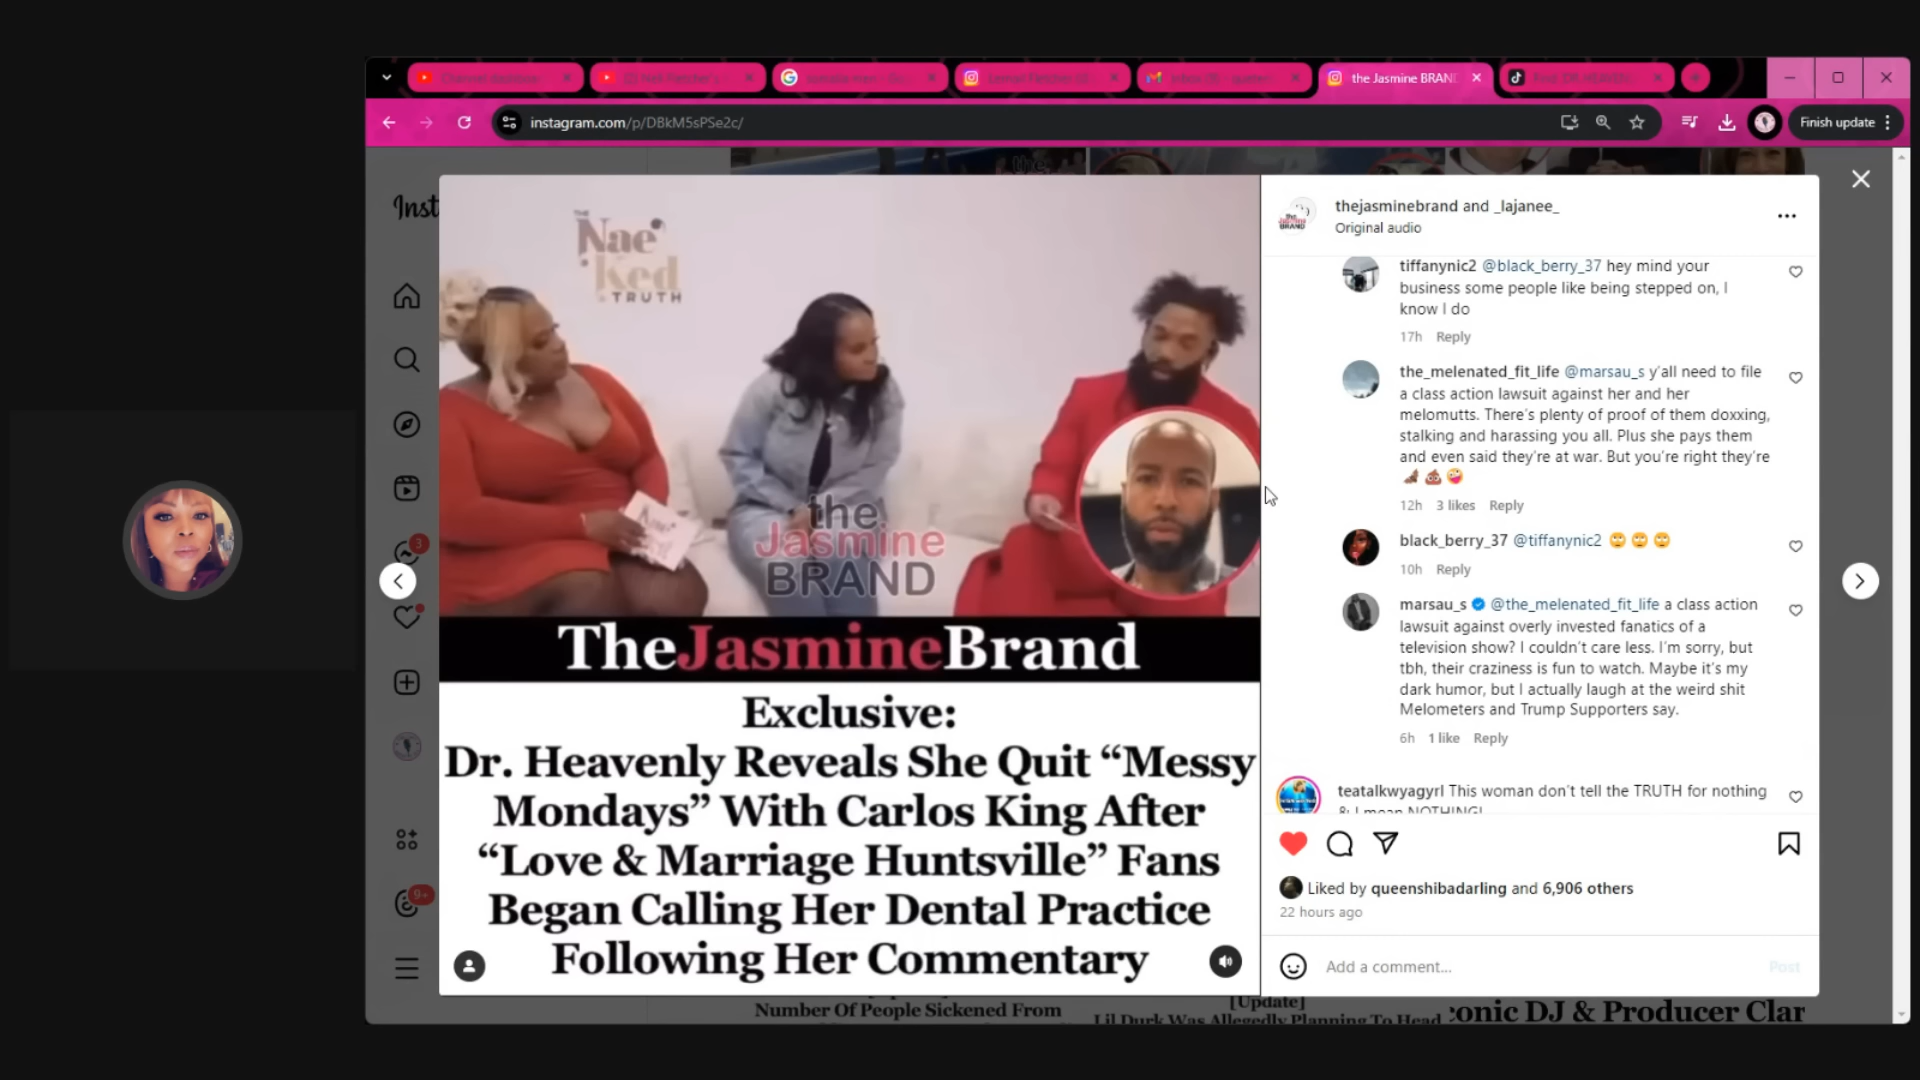 the Jasmine BRAN
instagram.com/p/DBkM5sPSe2c/
Finish update
Inst
3
9+
THE
Nae
Ked
TRUTH
the
Jasmine
BRAND
TheJasmineBrand
Exclusive:
Dr. Heavenly Reveals She Quit “Messy
Mondays” With Carlos King After
“Love & Marriage Huntsville” Fans
Began Calling Her Dental Practice
Following Her Commentary
thejasminebrand and _lajanee_
Original audio
tiffanynic2 @black_berry_37 hey mind your
business some people like being stepped on, I
know I do
17h Reply
the_melenated_fit_life @marsau_s y'all need to file
a class action lawsuit against her and her
melomutts. There's plenty of proof of them doxxing,
stalking and harassing you all. Plus she pays them
and even said they're at war. But you're right they're
🦇💩🤪
12h 3 likes Reply
black_berry_37 @tiffanynic2 🙄 🙄 🙄
10h Reply
marsau_s @the_melenated_fit_life a class action
lawsuit against overly invested fanatics of a
television show? I couldn't care less. I'm sorry, but
tbh, their craziness is fun to watch. Maybe it's my
dark humor, but I actually laugh at the weird shit
Melometers and Trump Supporters say.
6h 1 like Reply
teatalkwyagyrl This woman don't tell the TRUTH for nothing
& I mean NOTHING!
Liked by queenshibadarling and 6,906 others
22 hours ago
Add a comment...
Post
Number Of People Sickened From
[Update]
Lil Durk Was Allegedly Planning To Head
onic DJ & Producer Clar